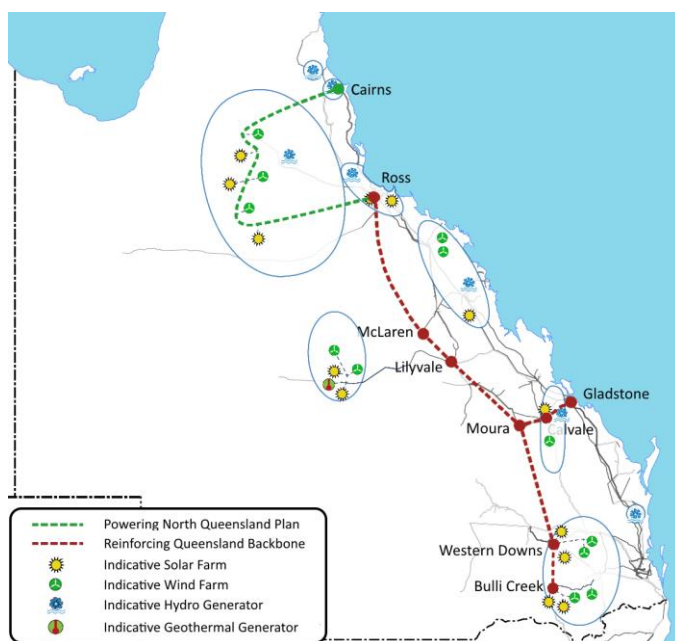 Cairns
Ross
McLaren
Lilyvale
Gladstone
Moura
Calvale
Western Downs
Bulli Creek
Powering North Queensland Plan
Reinforcing Queensland Backbone
Indicative Solar Farm
Indicative Wind Farm
Indicative Hydro Generator
Indicative Geothermal Generator